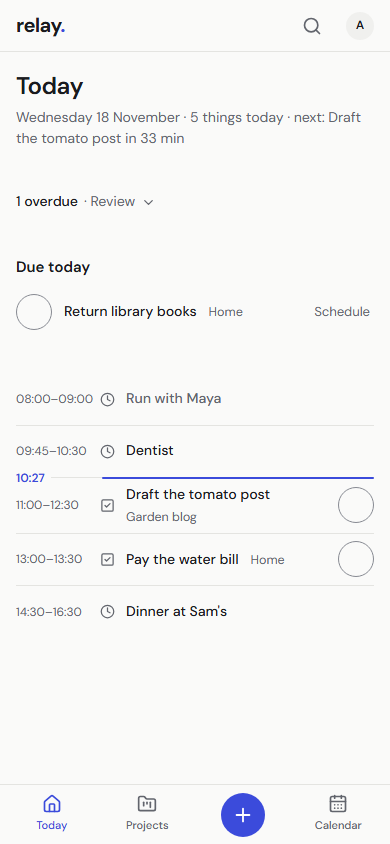 relay.
A
Today
Wednesday 18 November · 5 things today · next: Draft
the tomato post in 33 min
1 overdue · Review
Due today
Return library books Home Schedule
08:00–09:00 Run with Maya
09:45–10:30 Dentist
10:27
11:00–12:30 Draft the tomato post
Garden blog
13:00–13:30 Pay the water bill Home
14:30–16:30 Dinner at Sam's
Today Projects Calendar